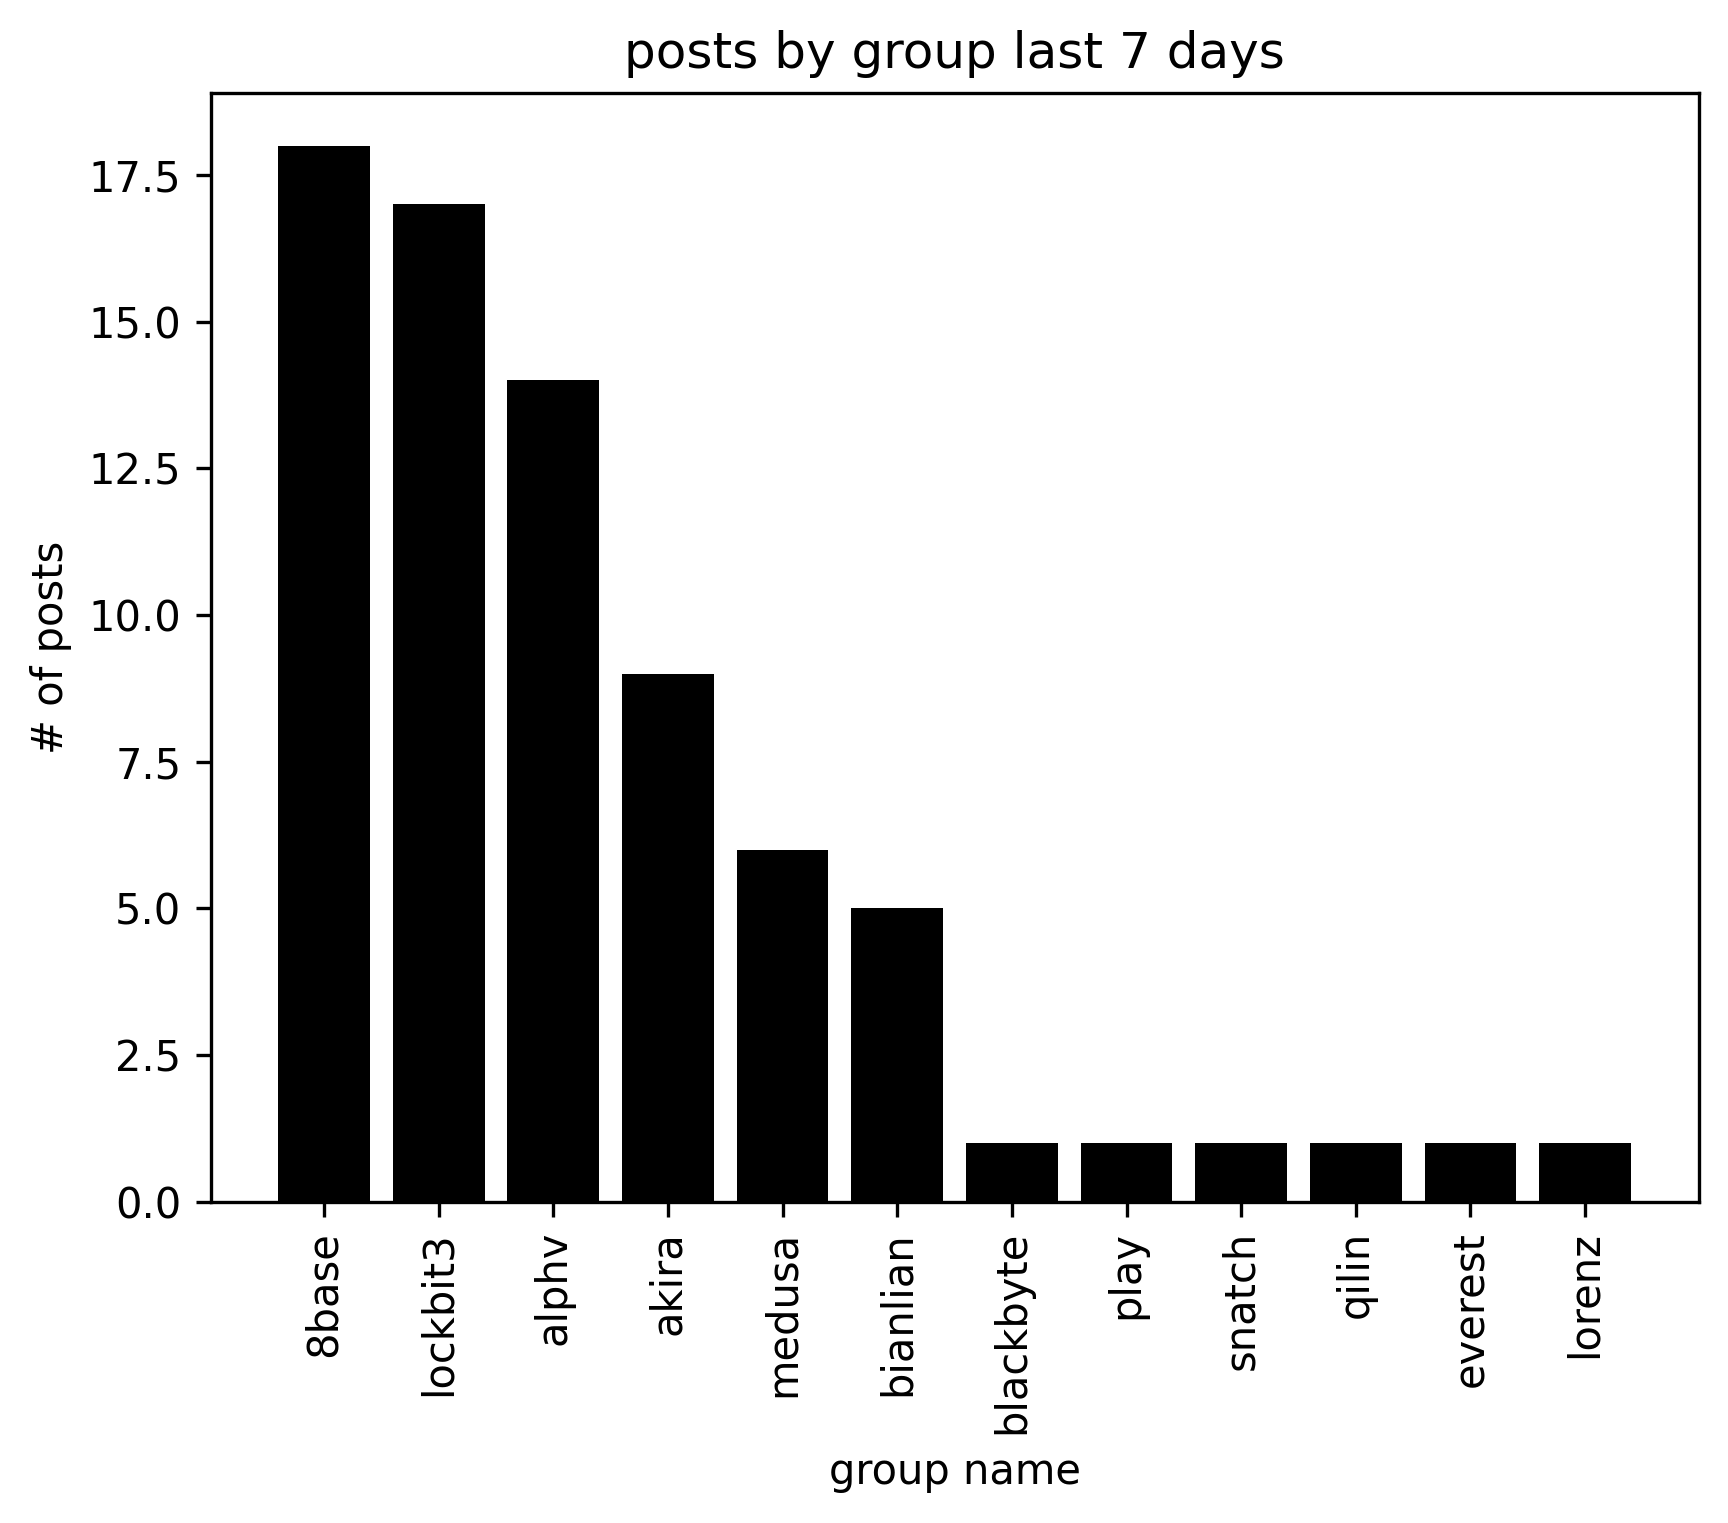 posts by group last 7 days
# of posts
17.5
15.0
12.5
10.0
7.5
5.0
2.5
0.0
8base
lockbit3
alphv
akira
medusa
bianlian
blackbyte
play
snatch
qilin
everest
lorenz
group name